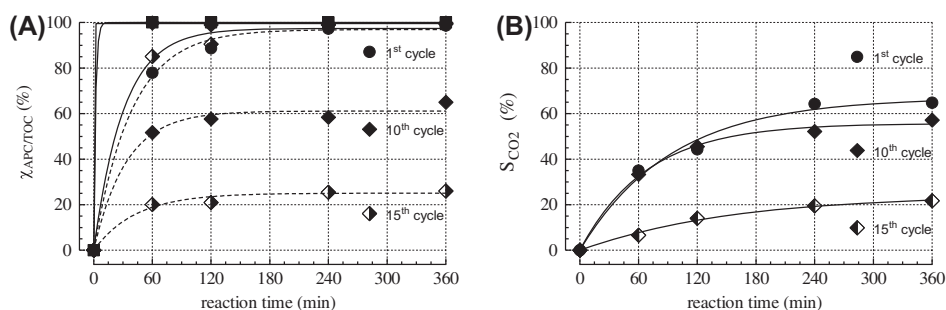 (A)
100
80
60
40
20
0
χAPC/TOC (%)
1st cycle
10th cycle
15th cycle
0 60 120 180 240 300 360
reaction time (min)
(B)
100
80
60
40
20
0
SCO2 (%)
1st cycle
10th cycle
15th cycle
0 60 120 180 240 300 360
reaction time (min)